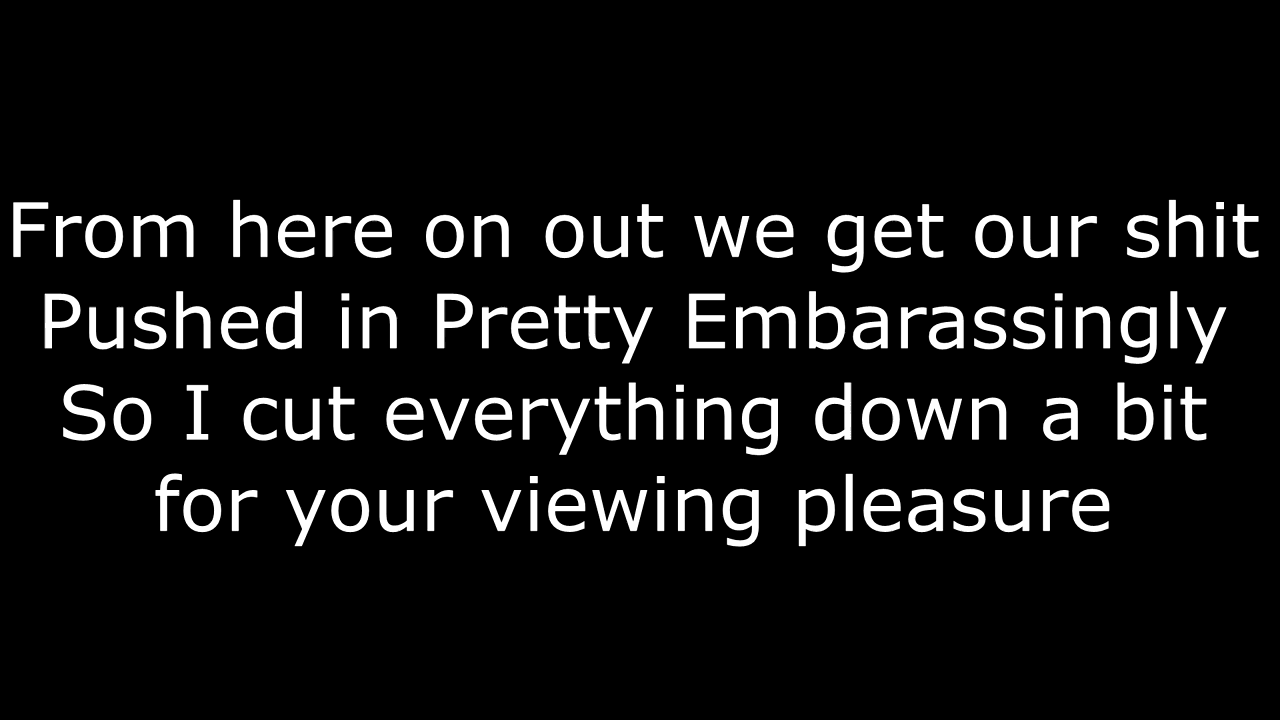 From here on out we get our shit
Pushed in Pretty Embarassingly
So I cut everything down a bit
for your viewing pleasure